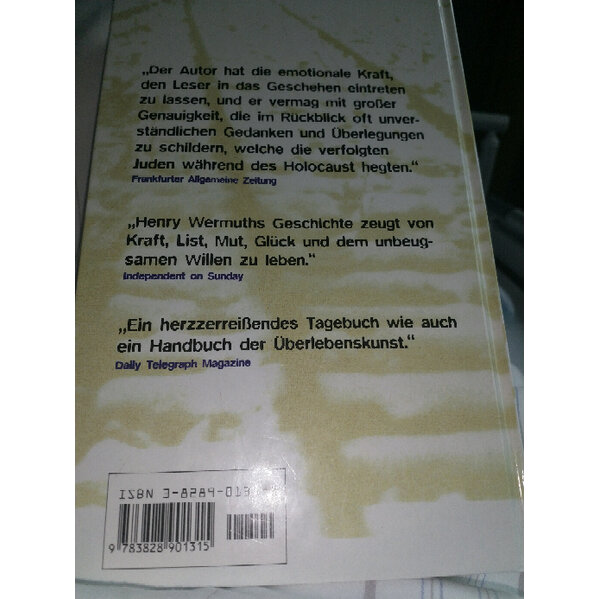 „Der Autor hat die emotionale Kraft,
den Leser in das Geschehen eintreten
zu lassen, und er vermag mit großer
Genauigkeit, die im Rückblick oft unver-
ständlichen Gedanken und Überlegungen
zu schildern, welche die verfolgten
Juden während des Holocaust hegten.“
Frankfurter Allgemeine Zeitung
„Henry Wermuths Geschichte zeugt von
Kraft, List, Mut, Glück und dem unbeug-
samen Willen zu leben.“
Independent on Sunday
„Ein herzzerreißendes Tagebuch wie auch
ein Handbuch der Überlebenskunst.“
Daily Telegraph Magazine
ISBN 3-8289-013
9 783828 901315